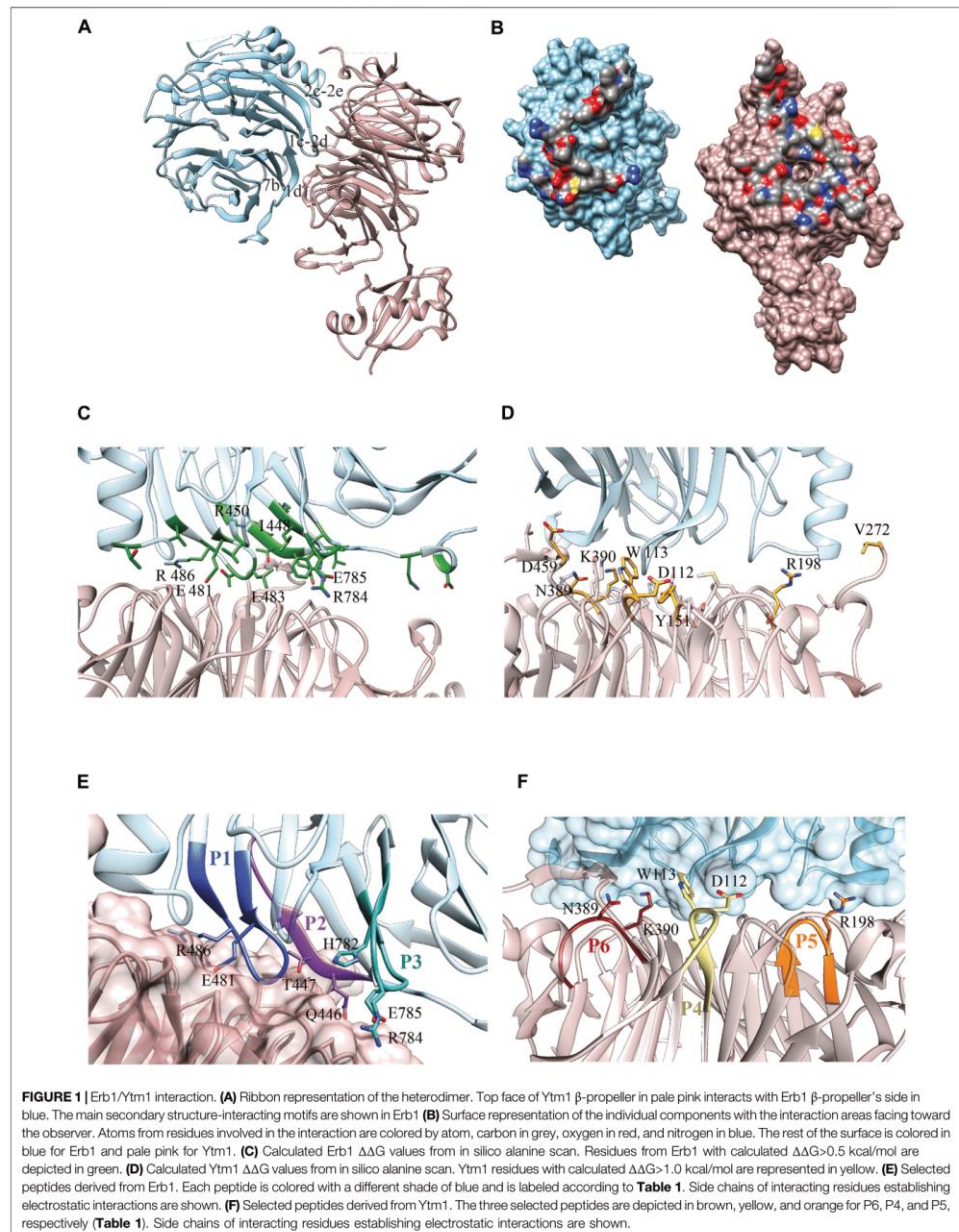 A
B
2c-2e
1c-2d
7b
1d
C
D
R450
I448
R 486
E 481
E785
R784
V272
W 113
K390
D112
R198
D459
N389
Y151
E
F
P1
P2
P3
R486
E481
T447
H782
Q446
E785
R784
W113
D112
N389
K390
R198
P6
P5
P4
FIGURE 1 | Erb1/Ytm1 interaction. (A) Ribbon representation of the heterodimer. Top face of Ytm1 β-propeller in pale pink interacts with Erb1 β-propeller's side in
blue. The main secondary structure-interacting motifs are shown in Erb1 (B) Surface representation of the individual components with the interaction areas facing toward
the observer. Atoms from residues involved in the interaction are colored by atom, carbon in grey, oxygen in red, and nitrogen in blue. The rest of the surface is colored in
blue for Erb1 and pale pink for Ytm1. (C) Calculated Erb1 ΔΔG values from in silico alanine scan. Residues from Erb1 with calculated ΔΔG>0.5 kcal/mol are
depicted in green. (D) Calculated Ytm1 ΔΔG values from in silico alanine scan. Ytm1 residues with calculated ΔΔG>1.0 kcal/mol are represented in yellow. (E) Selected
peptides derived from Erb1. Each peptide is colored with a different shade of blue and is labeled according to Table 1. Side chains of interacting residues establishing
electrostatic interactions are shown. (F) Selected peptides derived from Ytm1. The three selected peptides are depicted in brown, yellow, and orange for P6, P4, and P5,
respectively (Table 1). Side chains of interacting residues establishing electrostatic interactions are shown.